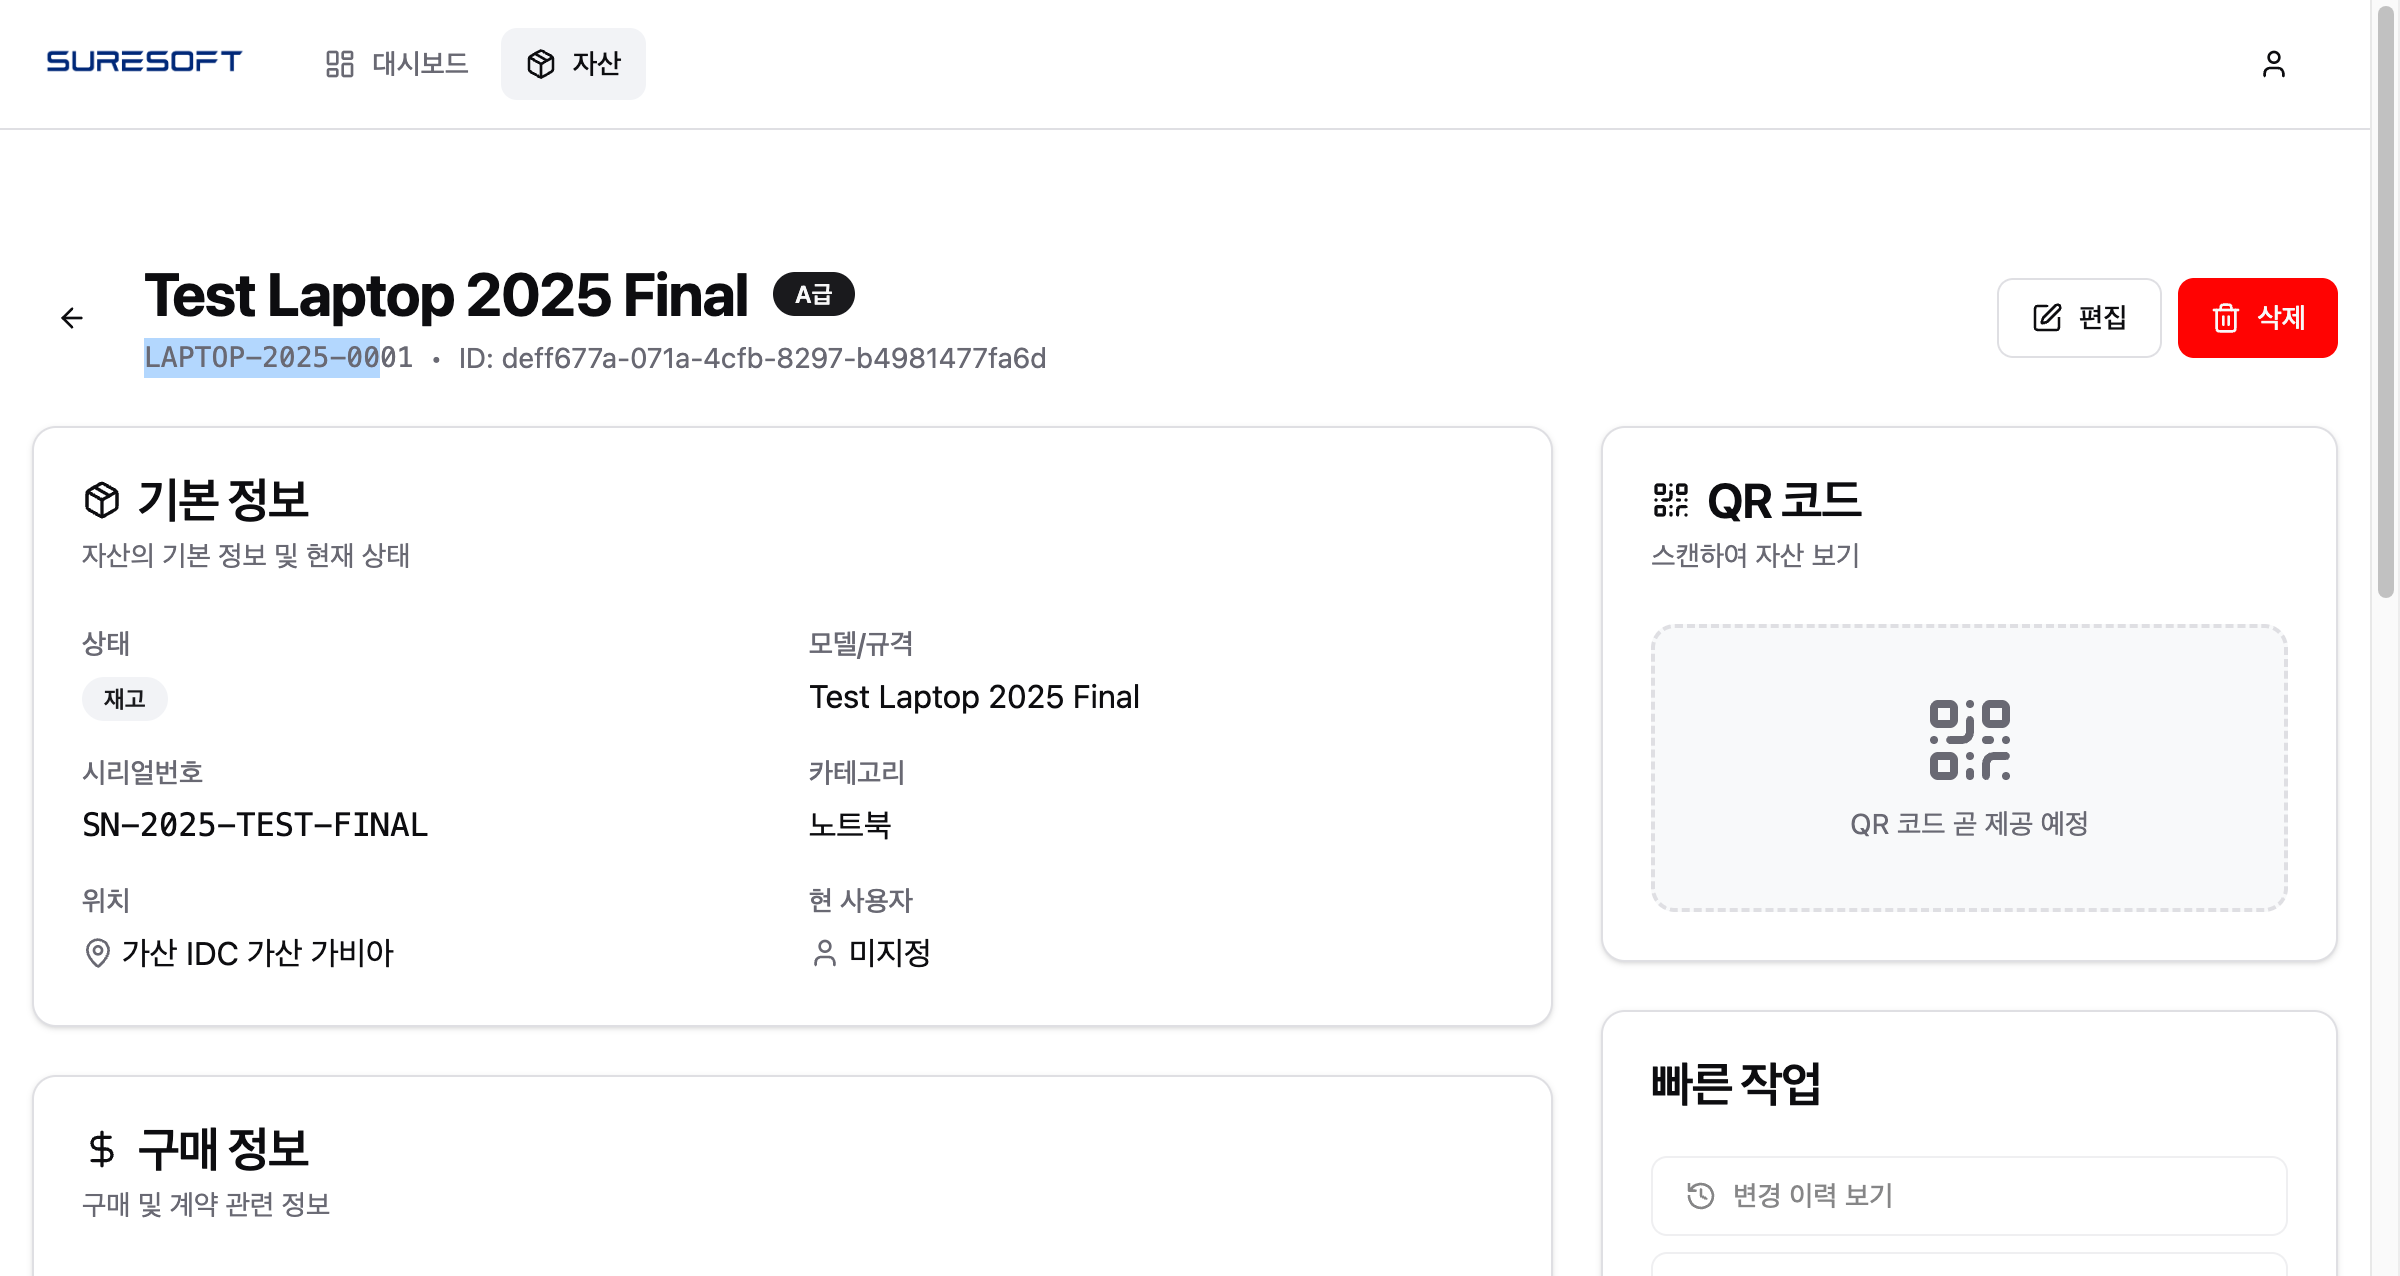 SURESOFT
대시보드
자산
Test Laptop 2025 Final
A급
LAPTOP-2025-0001 • ID: deff677a-071a-4cfb-8297-b4981477fa6d
편집
삭제
기본 정보
자산의 기본 정보 및 현재 상태
상태
재고
모델/규격
Test Laptop 2025 Final
시리얼번호
SN-2025-TEST-FINAL
카테고리
노트북
위치
가산 IDC 가산 가비아
현 사용자
미지정
구매 정보
구매 및 계약 관련 정보
QR 코드
스캔하여 자산 보기
QR 코드 곧 제공 예정
빠른 작업
변경 이력 보기